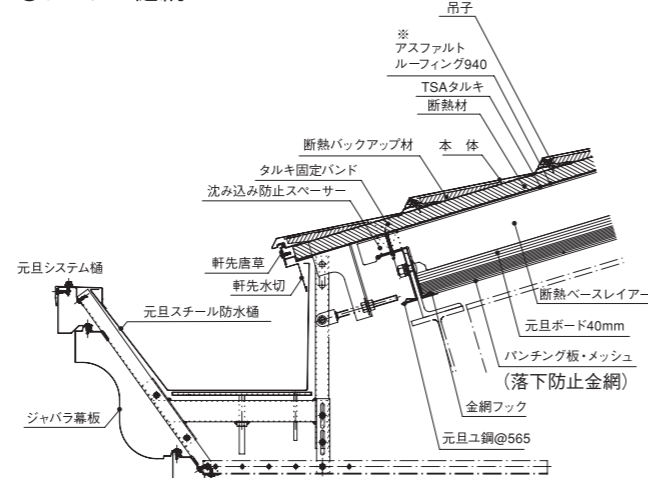 吊子
※
アスファルト
ルーフィング940
TSAタルキ
断熱材
断熱バックアップ材
本　体
タルキ固定バンド
沈み込み防止スペーサー
軒先唐草
軒先水切
元旦システム樋
元旦スチール防水樋
断熱ベースレイアー
元旦ボード40mm
パンチング板・メッシュ
(落下防止金網)
ジャバラ幕板
金網フック
元旦ユ鋼@565